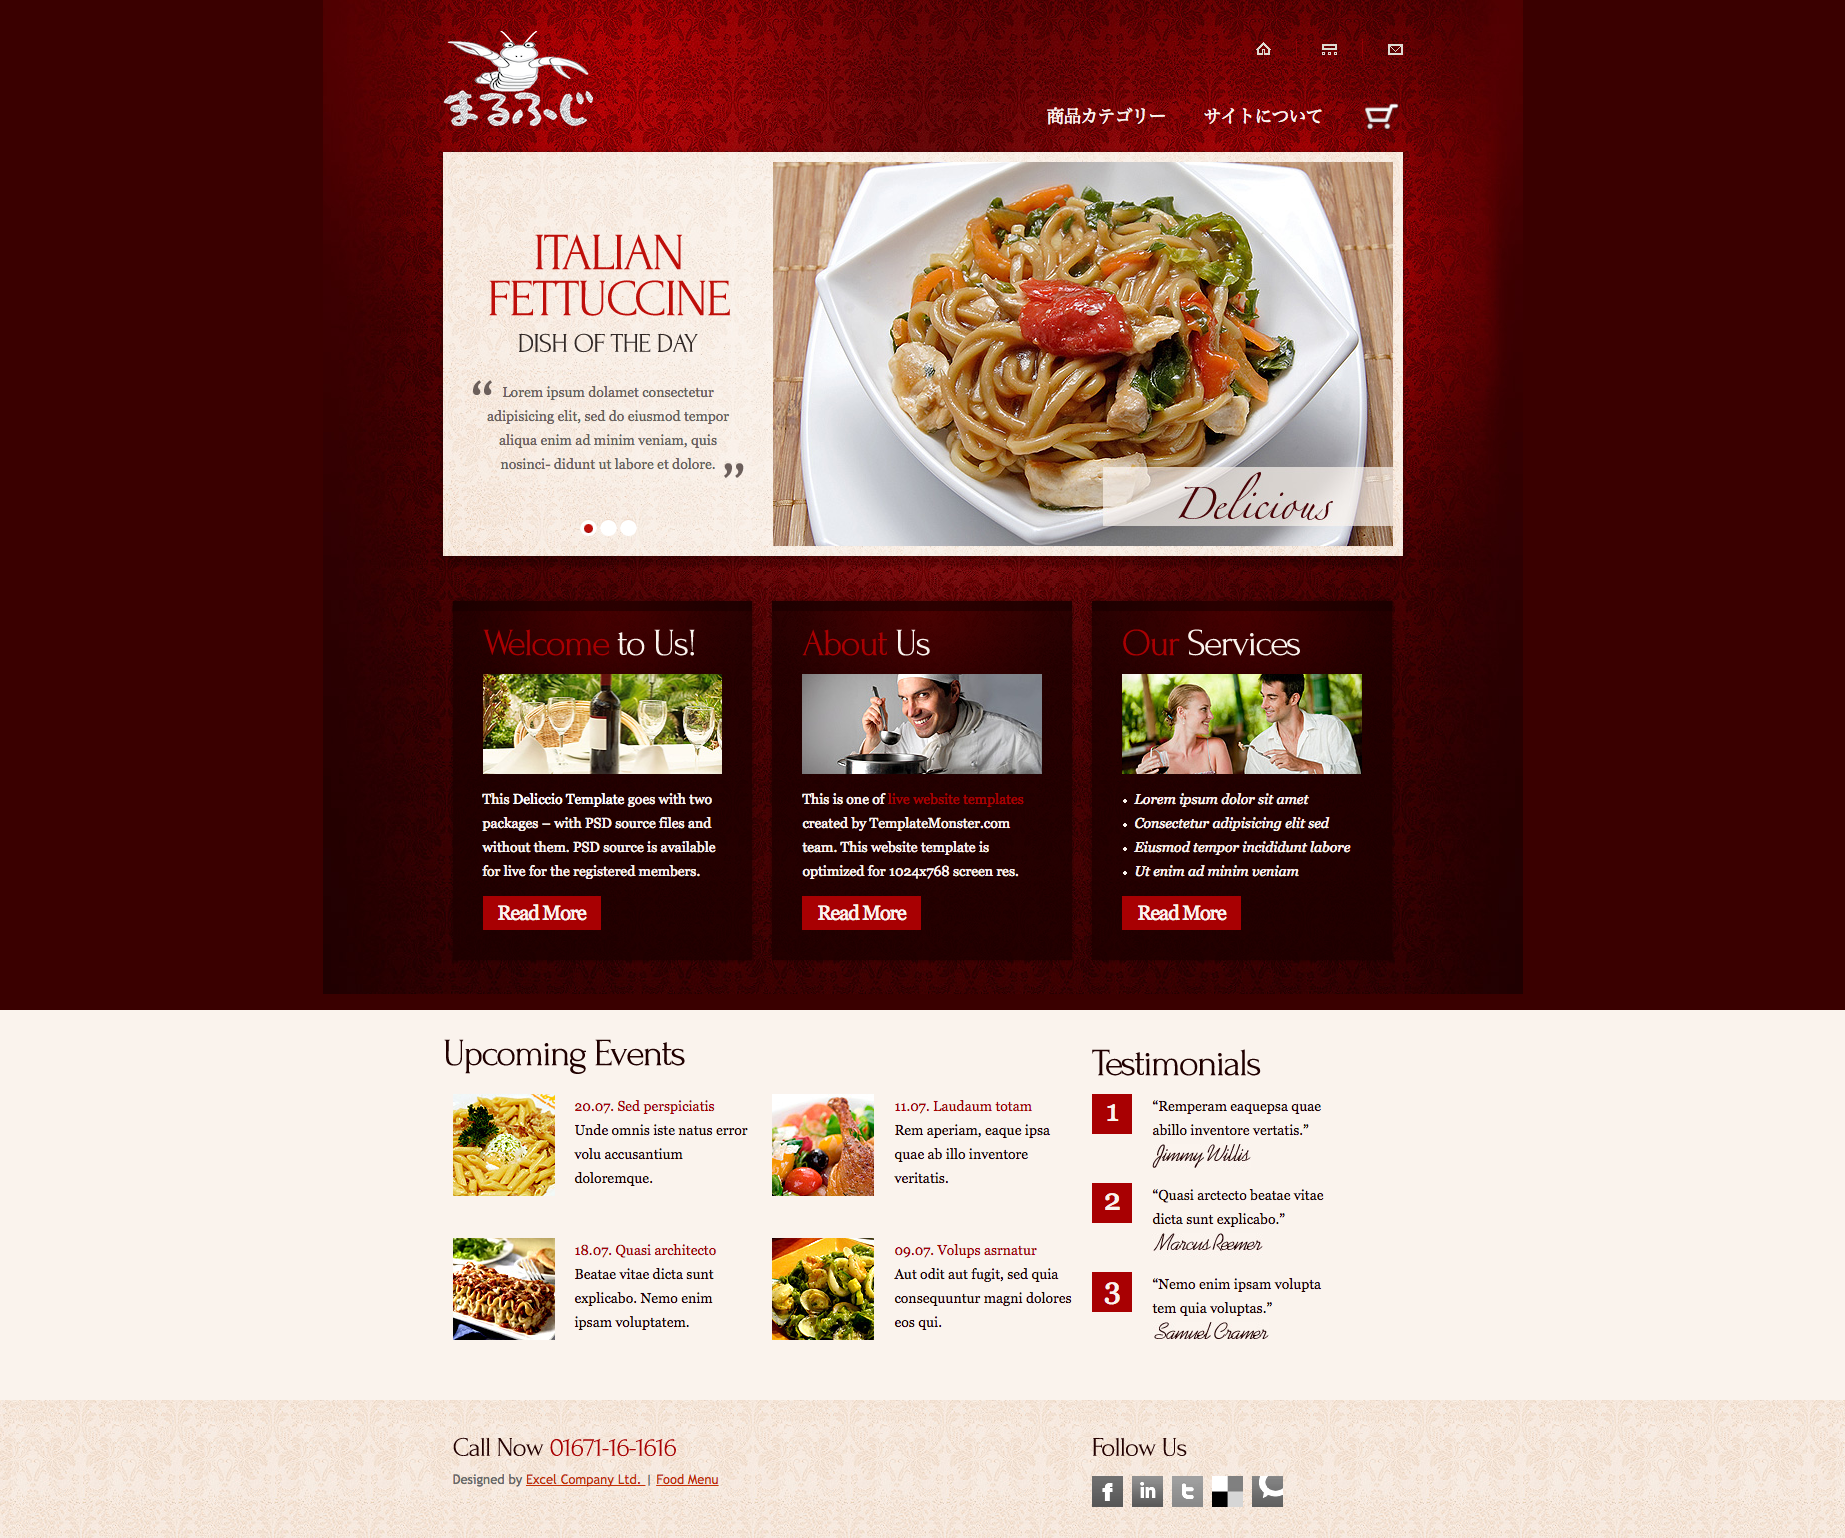 まるふじ
商品カテゴリー サイトについて
ITALIAN
FETTUCCINE
DISH OF THE DAY
“ Lorem ipsum dolamet consectetur
adipisicing elit, sed do eiusmod tempor
aliqua enim ad minim veniam, quis
nosinci- didunt ut labore et dolore. ”
Delicious
Welcome to Us!
This Deliccio Template goes with two
packages – with PSD source files and
without them. PSD source is available
for live for the registered members.
Read More
About Us
This is one of live website templates
created by TemplateMonster.com
team. This website template is
optimized for 1024x768 screen res.
Read More
Our Services
Lorem ipsum dolor sit amet
Consectetur adipisicing elit sed
Eiusmod tempor incididunt labore
Ut enim ad minim veniam
Read More
Upcoming Events
20.07. Sed perspiciatis
Unde omnis iste natus error
volu accusantium
doloremque.
11.07. Laudaum totam
Rem aperiam, eaque ipsa
quae ab illo inventore
veritatis.
18.07. Quasi architecto
Beatae vitae dicta sunt
explicabo. Nemo enim
ipsam voluptatem.
09.07. Volups asrnatur
Aut odit aut fugit, sed quia
consequuntur magni dolores
eos qui.
Testimonials
1
“Remperam eaquepsa quae
abillo inventore vertatis.”
Jimmy Willis
2
“Quasi arctecto beatae vitae
dicta sunt explicabo.”
Marcus Reemer
3
“Nemo enim ipsam volupta
tem quia voluptas.”
Samuel Cramer
Call Now 01671-16-1616
Designed by Excel Company Ltd. | Food Menu
Follow Us
f in t